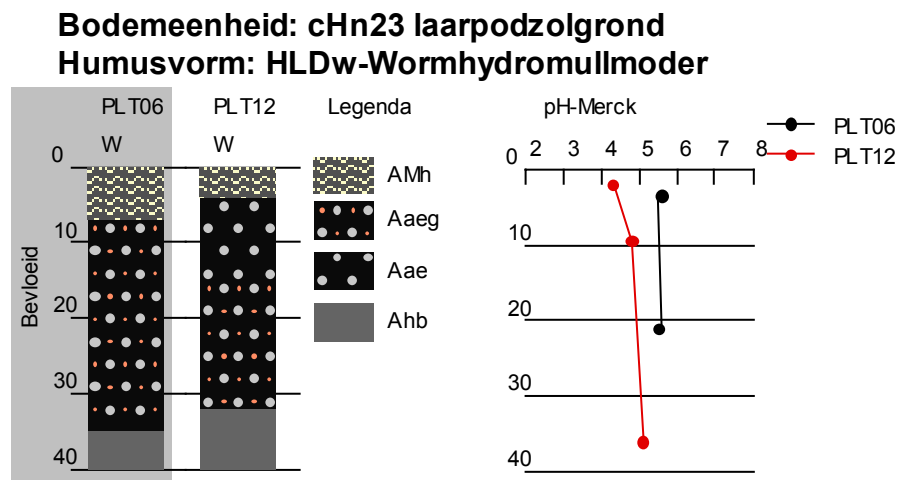 Bodemeenheid: cHn23 laarpodzolgrond
Humusvorm: HLDw-Wormhydromullmoder
PLT06 PLT12 Legenda pH-Merck
W W
PLT06
PLT12
0
10
20
30
40
Bevloeid
AMh
Aaeg
Aae
Ahb
2 3 4 5 6 7 8
0
10
20
30
40